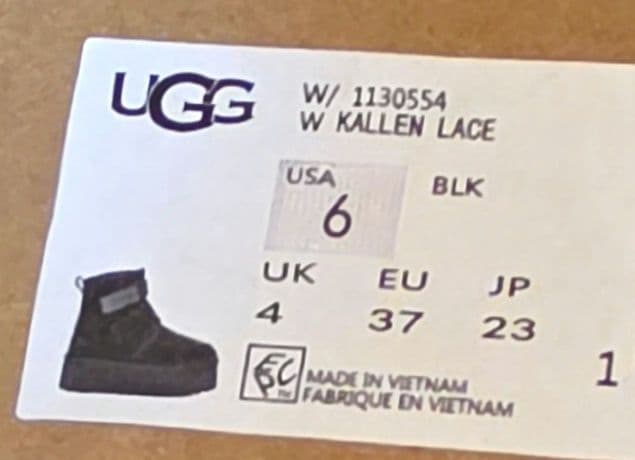 UGG
W/ 1130554
W KALLEN LACE
USA
BLK
6
UK EU JP
4 37 23
1
MADE IN VIETNAM
FABRIQUE EN VIETNAM